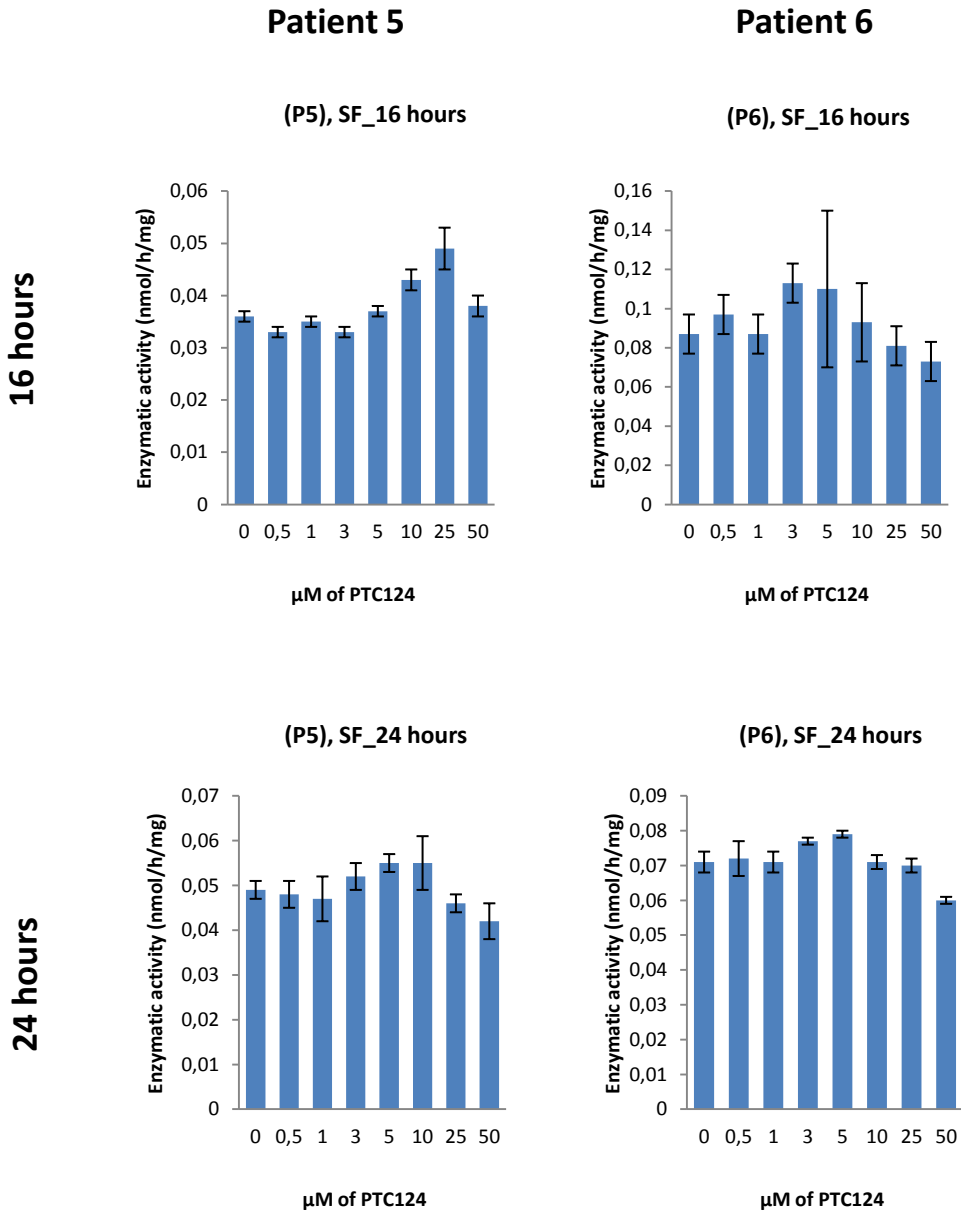 Patient 5
Patient 6
16 hours
(P5), SF_16 hours
Enzymatic activity (nmol/h/mg)
0,06
0,05
0,04
0,03
0,02
0,01
0
0 0,5 1 3 5 10 25 50
µM of PTC124
(P6), SF_16 hours
Enzymatic activity (nmol/h/mg)
0,16
0,14
0,12
0,1
0,08
0,06
0,04
0,02
0
0 0,5 1 3 5 10 25 50
µM of PTC124
24 hours
(P5), SF_24 hours
Enzymatic activity (nmol/h/mg)
0,07
0,06
0,05
0,04
0,03
0,02
0,01
0
0 0,5 1 3 5 10 25 50
µM of PTC124
(P6), SF_24 hours
Enzymatic activity (nmol/h/mg)
0,09
0,08
0,07
0,06
0,05
0,04
0,03
0,02
0,01
0
0 0,5 1 3 5 10 25 50
µM of PTC124